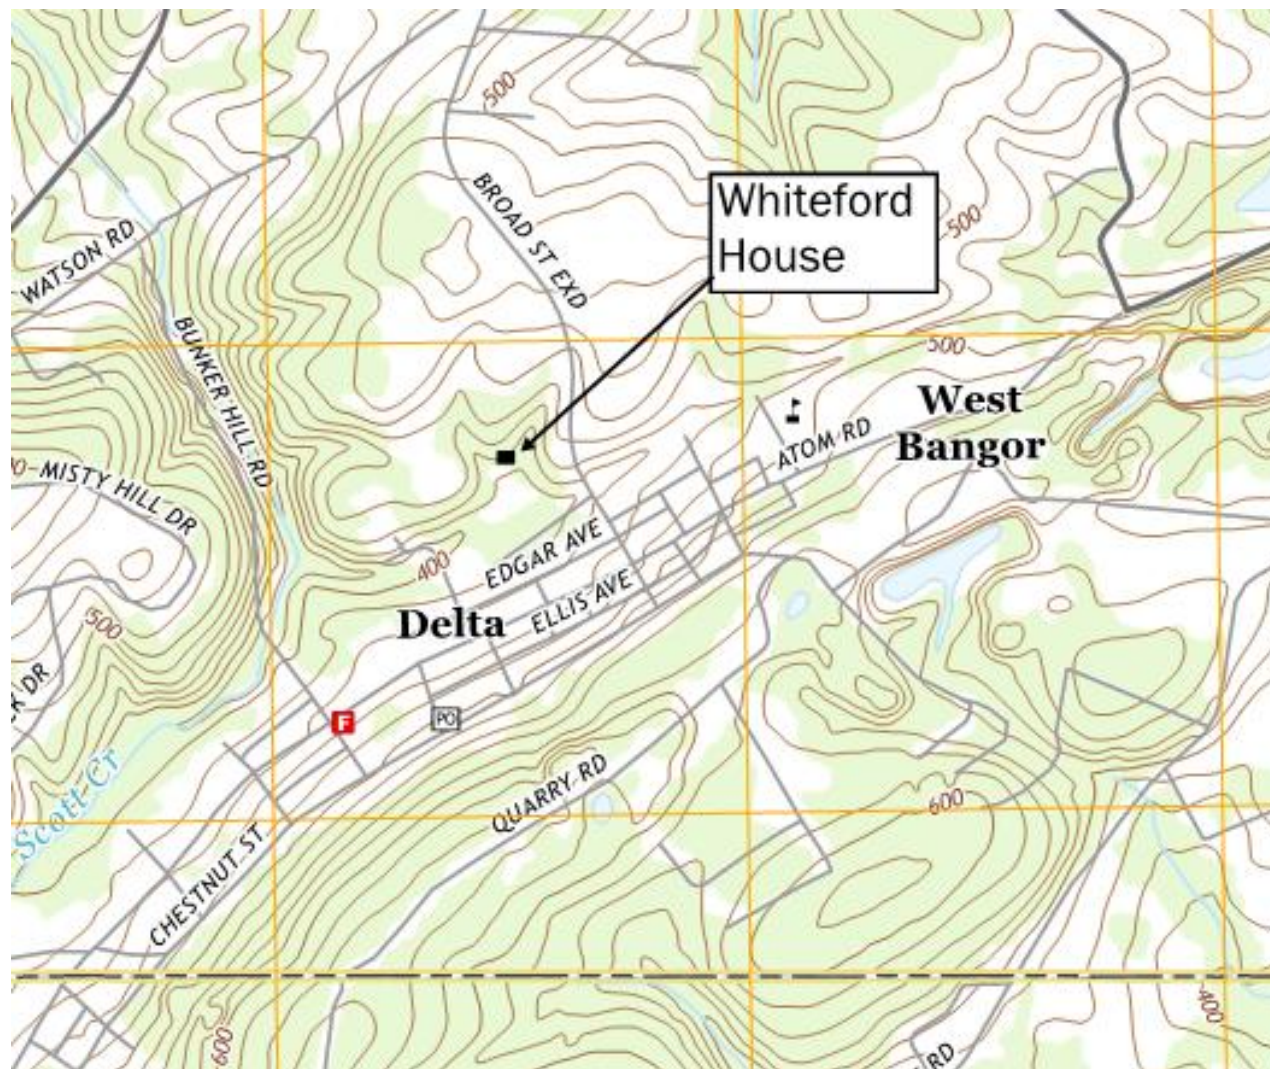 500
BROAD ST EXD
Whiteford
House
500
WATSON RD
BUNKER HILL RD
500
West
Bangor
ATOM RD
MISTY HILL DR
400
EDGAR AVE
ELLIS AVE
Delta
500
DR
F
PO
Scott Cr
QUARRY RD
600
CHESTNUT ST
600
400
RD